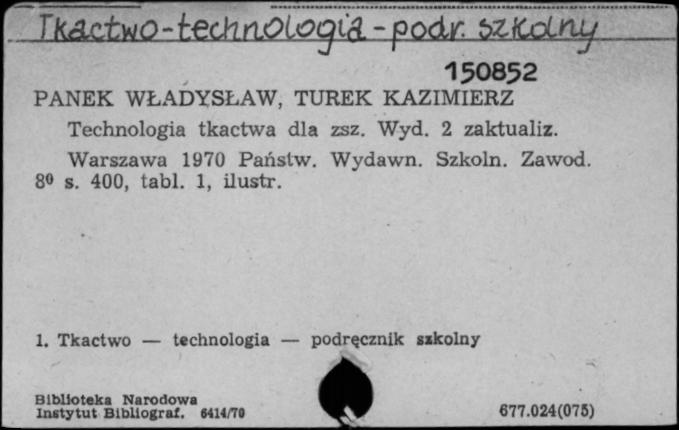 Tkactwo-technologia-podr. szkolny
150852
PANEK WŁADYSŁAW, TUREK KAZIMIERZ
Technologia tkactwa dla zsz. Wyd. 2 zaktualiz.
Warszawa 1970 Państw. Wydawn. Szkoln. Zawod.
8⁰ s. 400, tabl. 1, ilustr.
1. Tkactwo — technologia — podręcznik szkolny
Biblioteka Narodowa
Instytut Bibliograf. 6414/70
677.024(075)